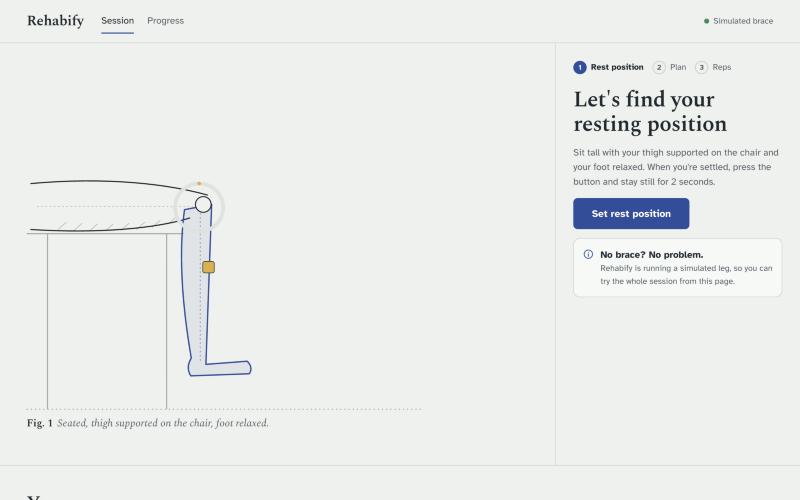 Rehabify
Session
Progress
Simulated brace
1 Rest position
2 Plan
3 Reps
Let's find your
resting position
Sit tall with your thigh supported on the chair and
your foot relaxed. When you're settled, press the
button and stay still for 2 seconds.
Set rest position
No brace? No problem.
Rehabify is running a simulated leg, so you can
try the whole session from this page.
Fig. 1 Seated, thigh supported on the chair, foot relaxed.